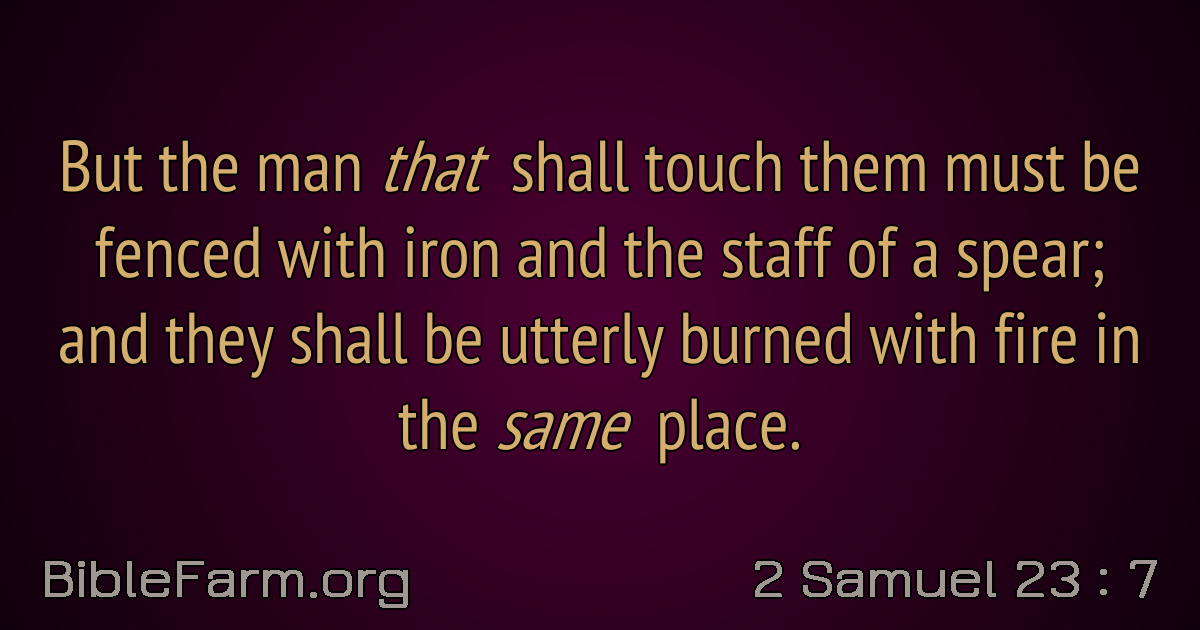 But the man that shall touch them must be
fenced with iron and the staff of a spear;
and they shall be utterly burned with fire in
the same place.
BibleFarm.org
2 Samuel 23 : 7